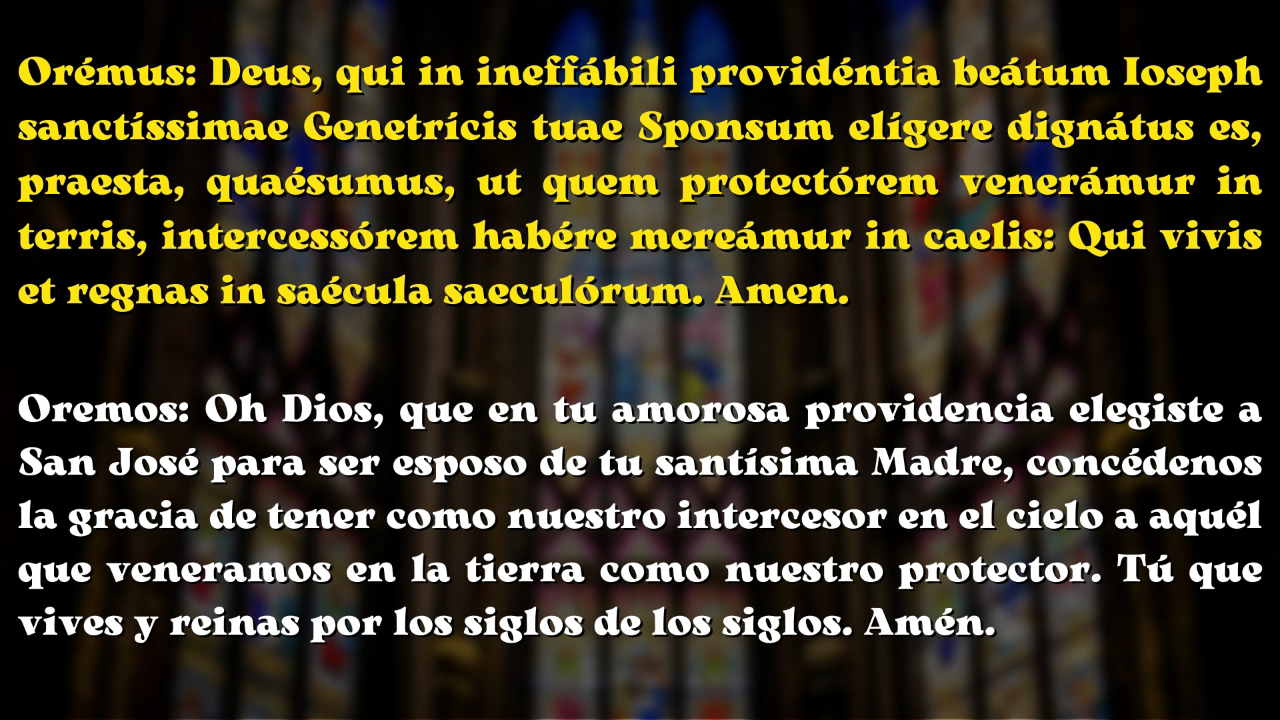 Orémus: Deus, qui in ineffábili providéntia beátum Ioseph
sanctíssimae Genetrícis tuae Sponsum elígere dignátus es,
praesta, quaésumus, ut quem protectórem venerámur in
terris, intercessórem habére mereámur in caelis: Qui vivis
et regnas in saécula saeculórum. Amen.
Oremos: Oh Dios, que en tu amorosa providencia elegiste a
San José para ser esposo de tu santísima Madre, concédenos
la gracia de tener como nuestro intercesor en el cielo a aquél
que veneramos en la tierra como nuestro protector. Tú que
vives y reinas por los siglos de los siglos. Amén.